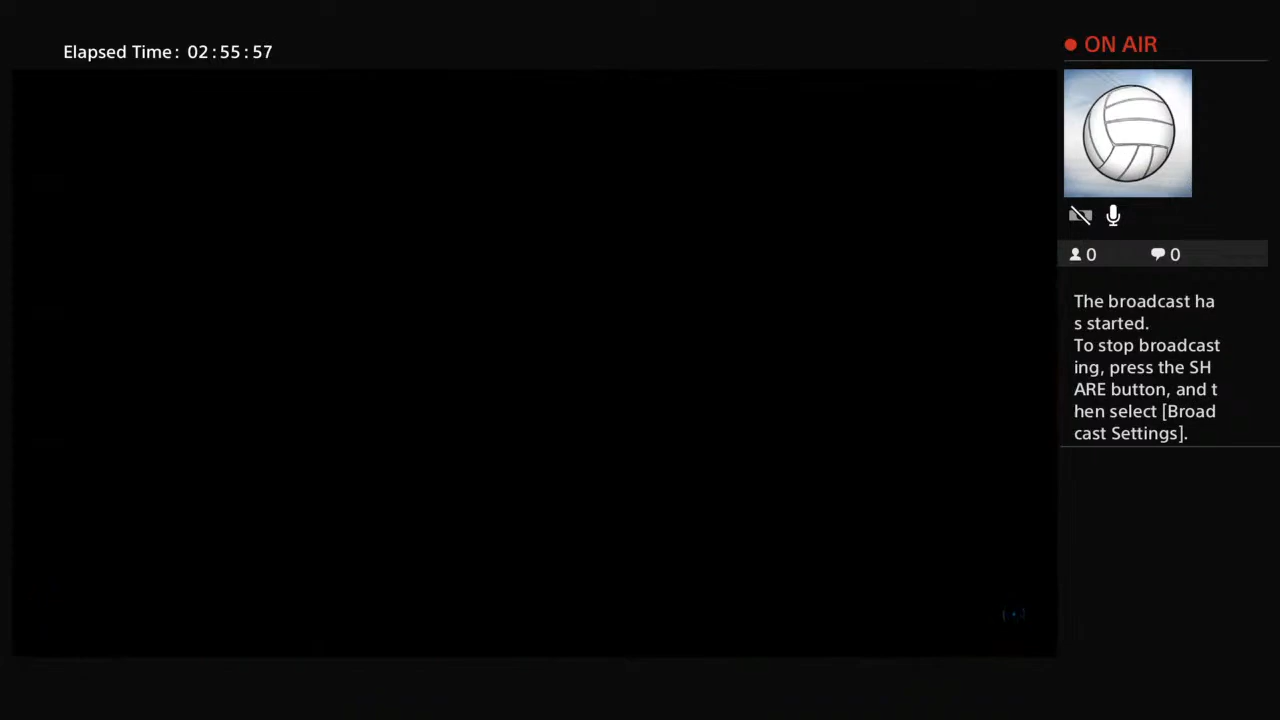 Elapsed Time: 02:55:57
ON AIR
0 0
The broadcast ha
s started.
To stop broadcast
ing, press the SH
ARE button, and t
hen select [Broad
cast Settings].